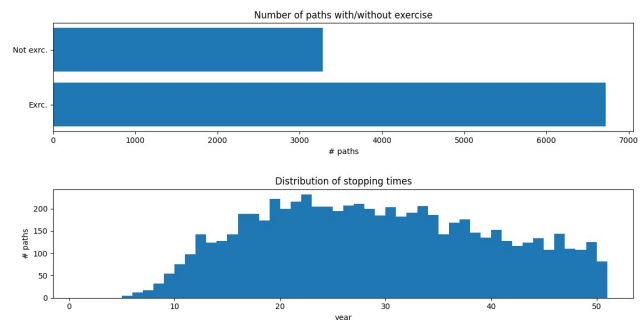 Number of paths with/without exercise
Not exrc.
Exrc.
0 1000 2000 3000 4000 5000 6000 7000
# paths
Distribution of stopping times
# paths
200
150
100
50
0
0 10 20 30 40 50
year